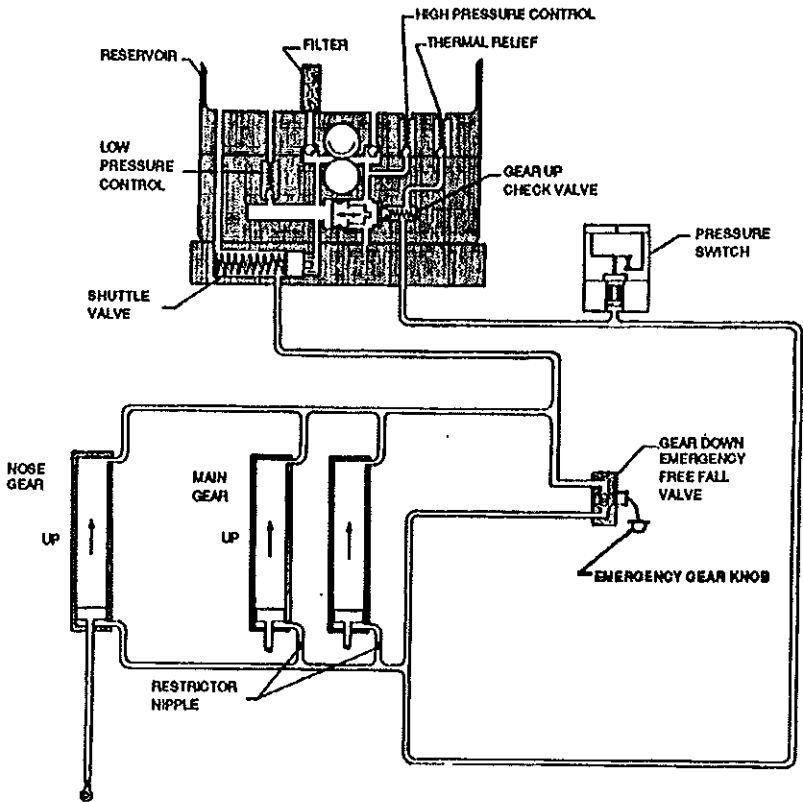 HIGH PRESSURE CONTROL
FILTER
THERMAL RELIEF
RESERVOIR
LOW
PRESSURE
CONTROL
GEAR UP
CHECK VALVE
PRESSURE
SWITCH
SHUTTLE
VALVE
NOSE
GEAR
MAIN
GEAR
GEAR DOWN
EMERGENCY
FREE FALL
VALVE
UP
UP
EMERGENCY GEAR KNOB
RESTRICTOR
NIPPLE